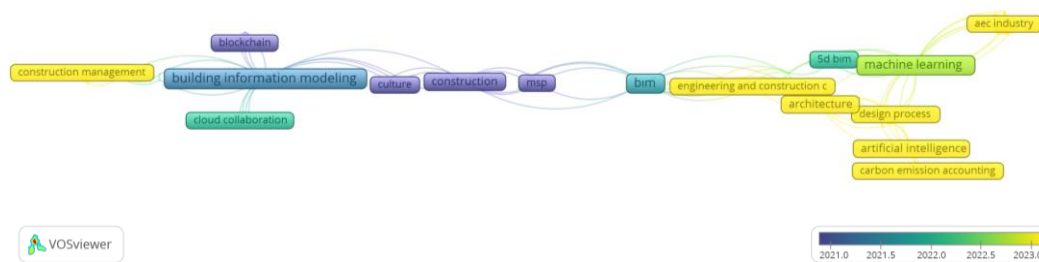 aec industry
blockchain
5d bim
machine learning
construction management
building information modeling
culture
construction
msp
bim
engineering and construction c
architecture
design process
cloud collaboration
artificial intelligence
carbon emission accounting
VOSviewer
2021.0 2021.5 2022.0 2022.5 2023.0